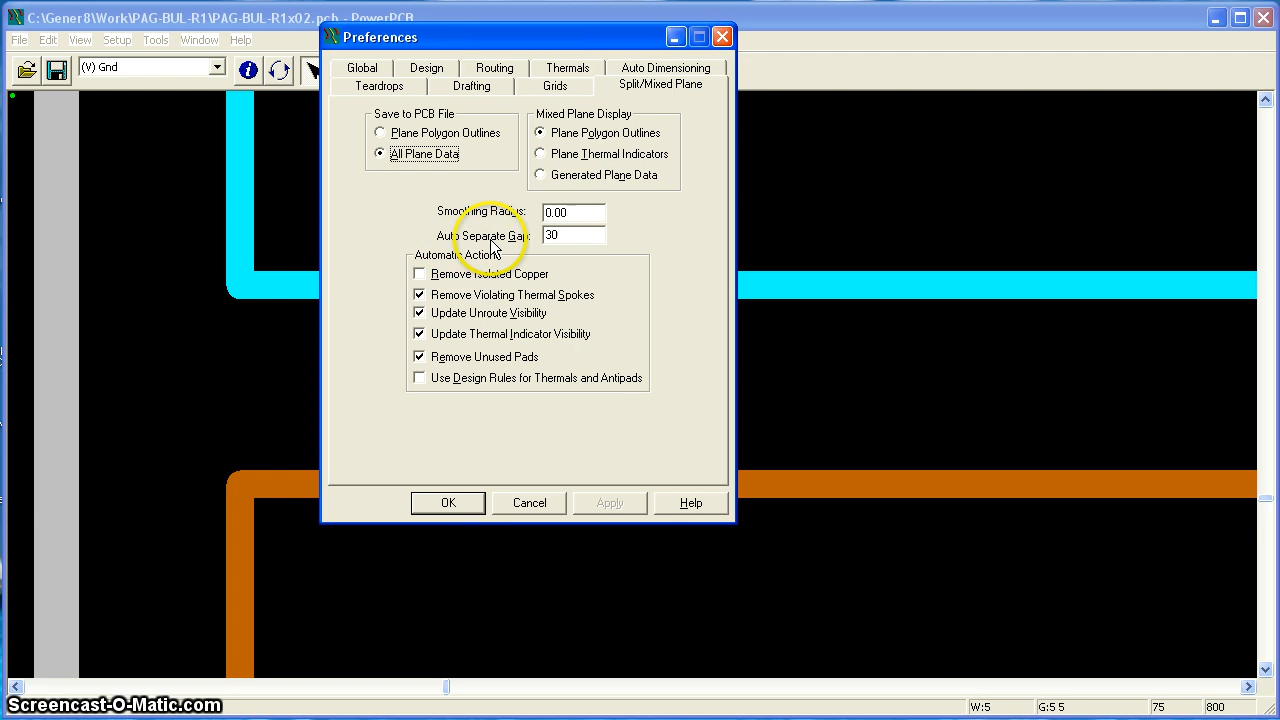 C:\Gener8\Work\PAG-BUL-R1\PAG-BUL-R1x02.pcb - PowerPCB
File Edit View Setup Tools Window Help
(V) Gnd
Preferences
Global Design Routing Thermals Auto Dimensioning
Teardrops Drafting Grids Split/Mixed Plane
Save to PCB File
Plane Polygon Outlines
All Plane Data
Mixed Plane Display
Plane Polygon Outlines
Plane Thermal Indicators
Generated Plane Data
Smoothing Radius: 0.00
Auto Separate Gap: 30
Automatic Actions
Remove Isolated Copper
Remove Violating Thermal Spokes
Update Unroute Visibility
Update Thermal Indicator Visibility
Remove Unused Pads
Use Design Rules for Thermals and Antipads
OK Cancel Apply Help
Screencast-O-Matic.com
W:5 G:5 5 75 800